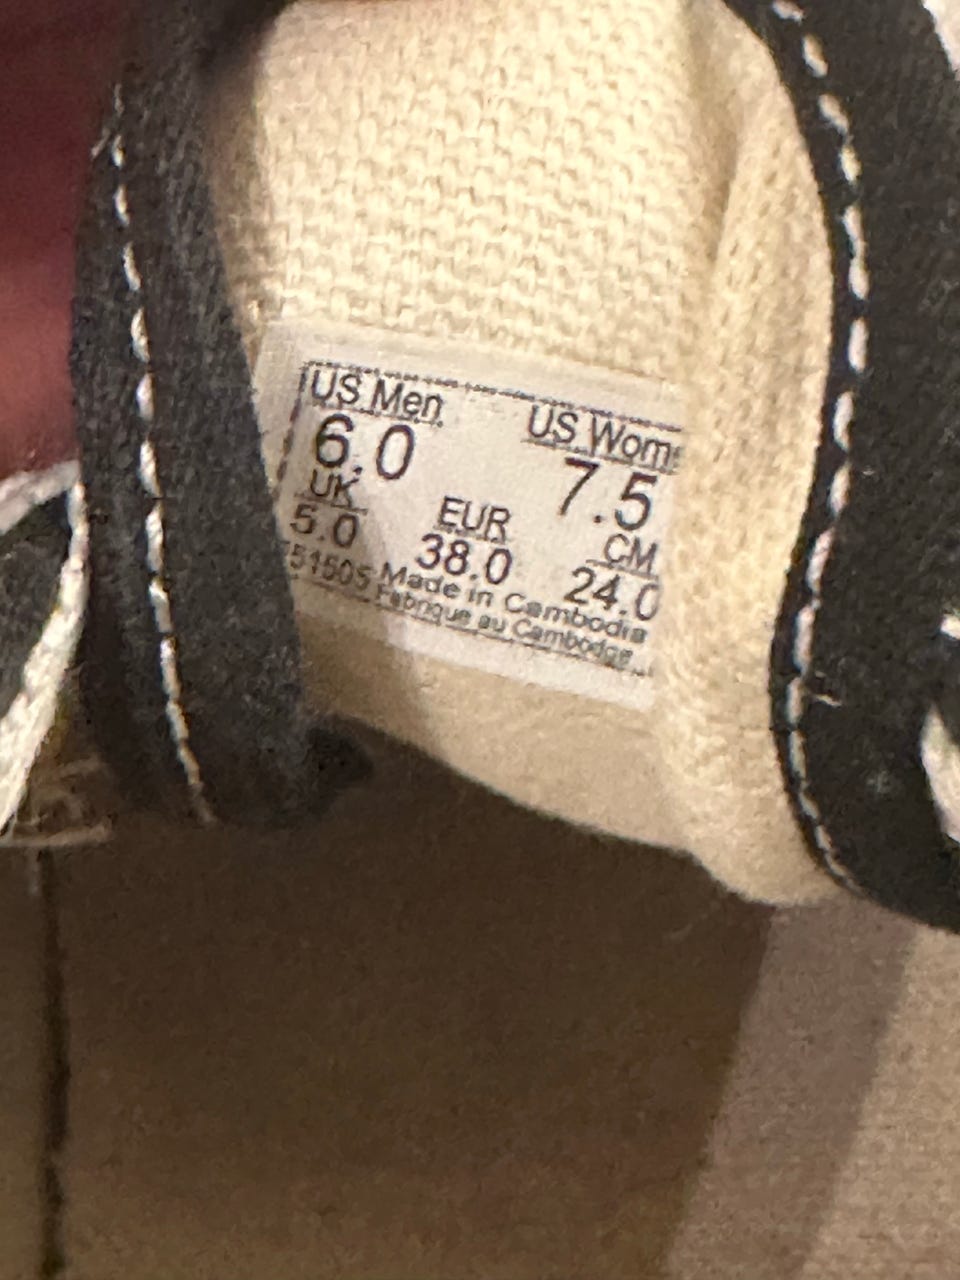 US Men US Wom
6.0 7.5
UK EUR CM
5.0 38.0 24.0
51505 Made in Cambodia
Fabrique au Cambodge